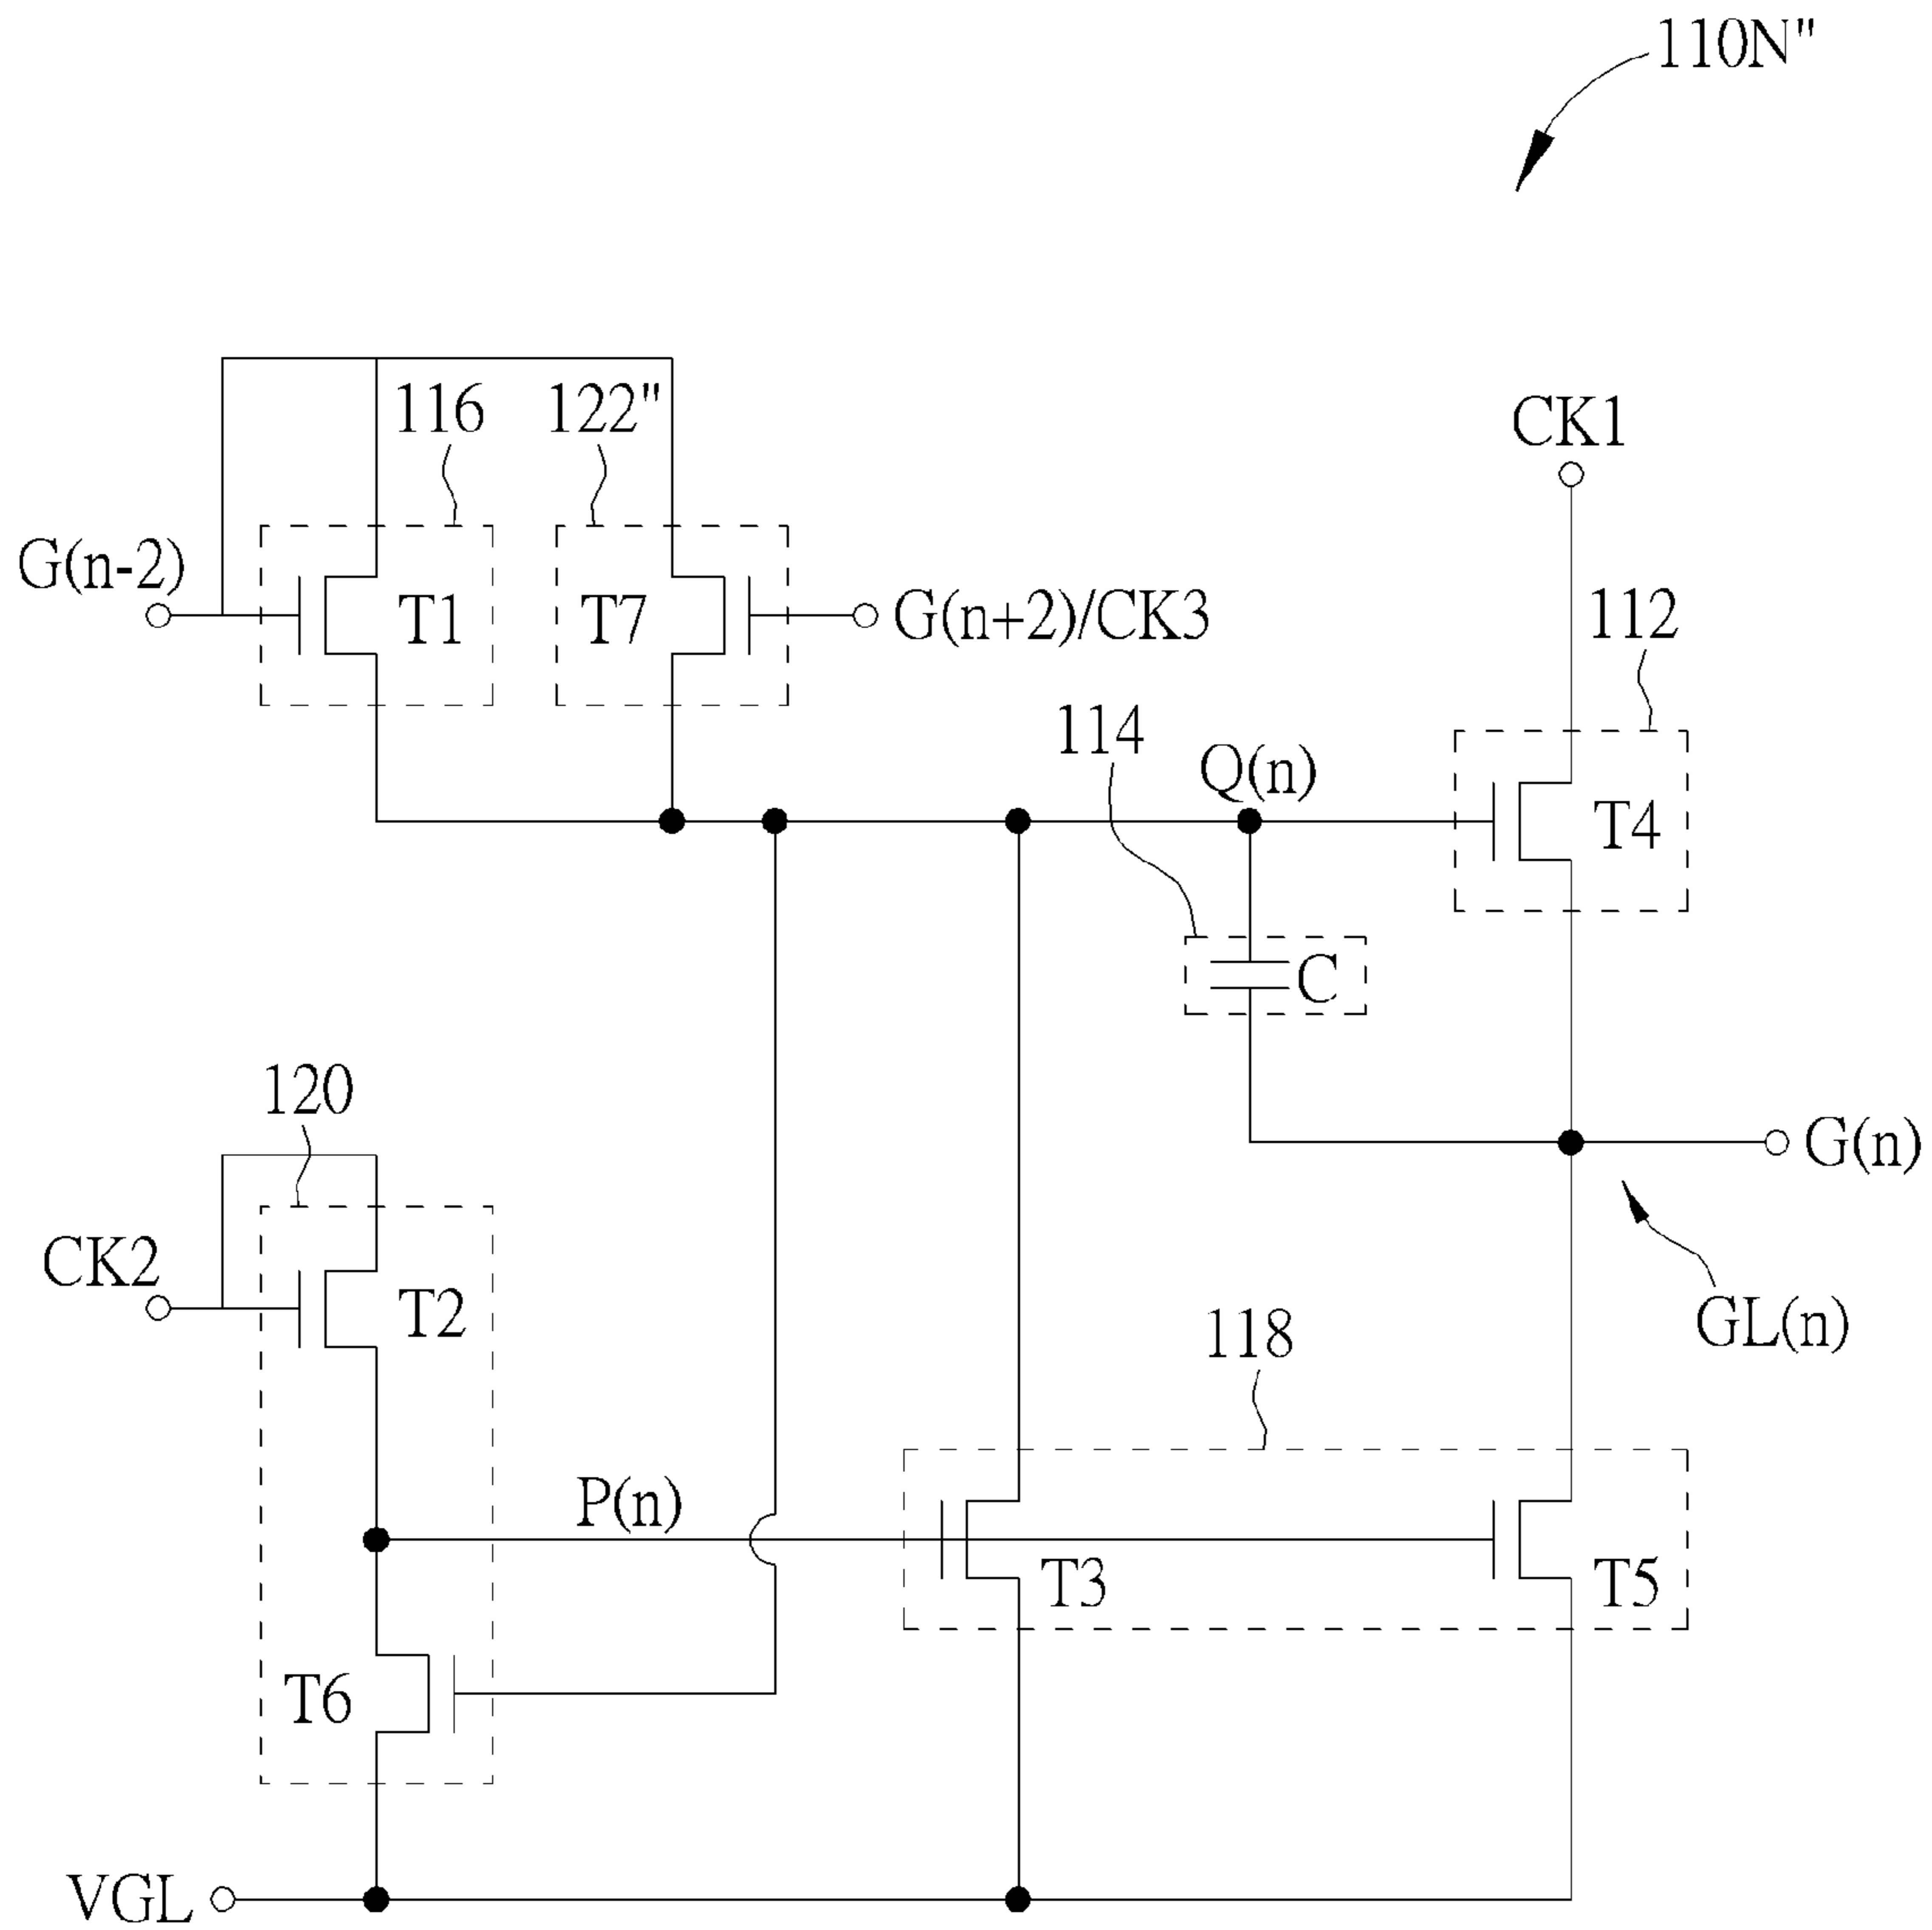 110N"
116
122"
CK1
G(n-2)
T1
T7
G(n+2)/CK3
112
114
Q(n)
T4
C
120
G(n)
CK2
T2
118
GL(n)
P(n)
T3
T5
T6
VGL